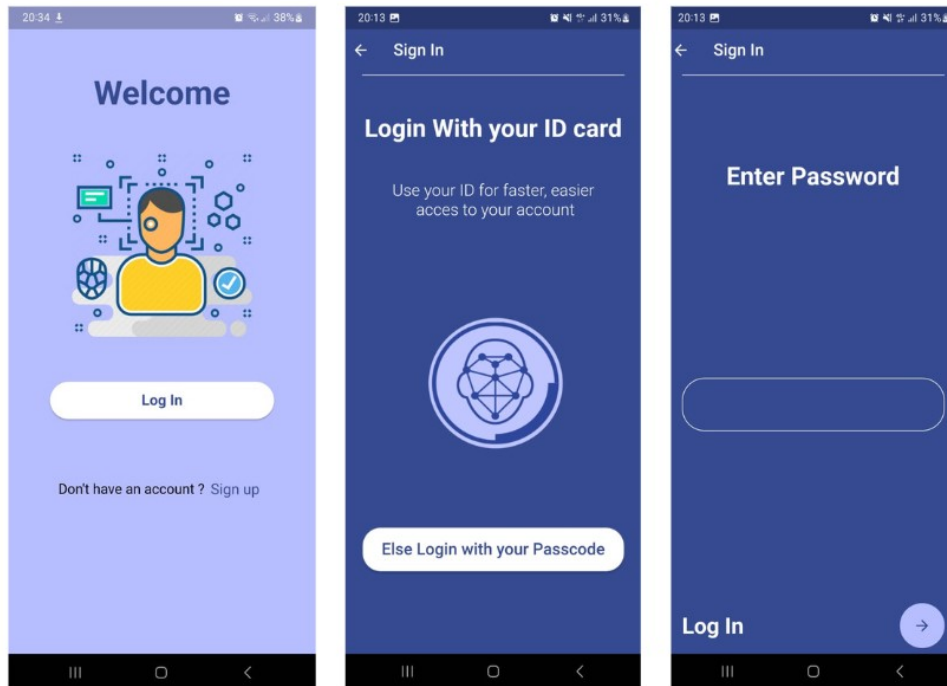 20:34
38%
Welcome
Log In
Don't have an account ? Sign up
20:13
31%
Sign In
Login With your ID card
Use your ID for faster, easier
acces to your account
Else Login with your Passcode
20:13
31%
Sign In
Enter Password
Log In